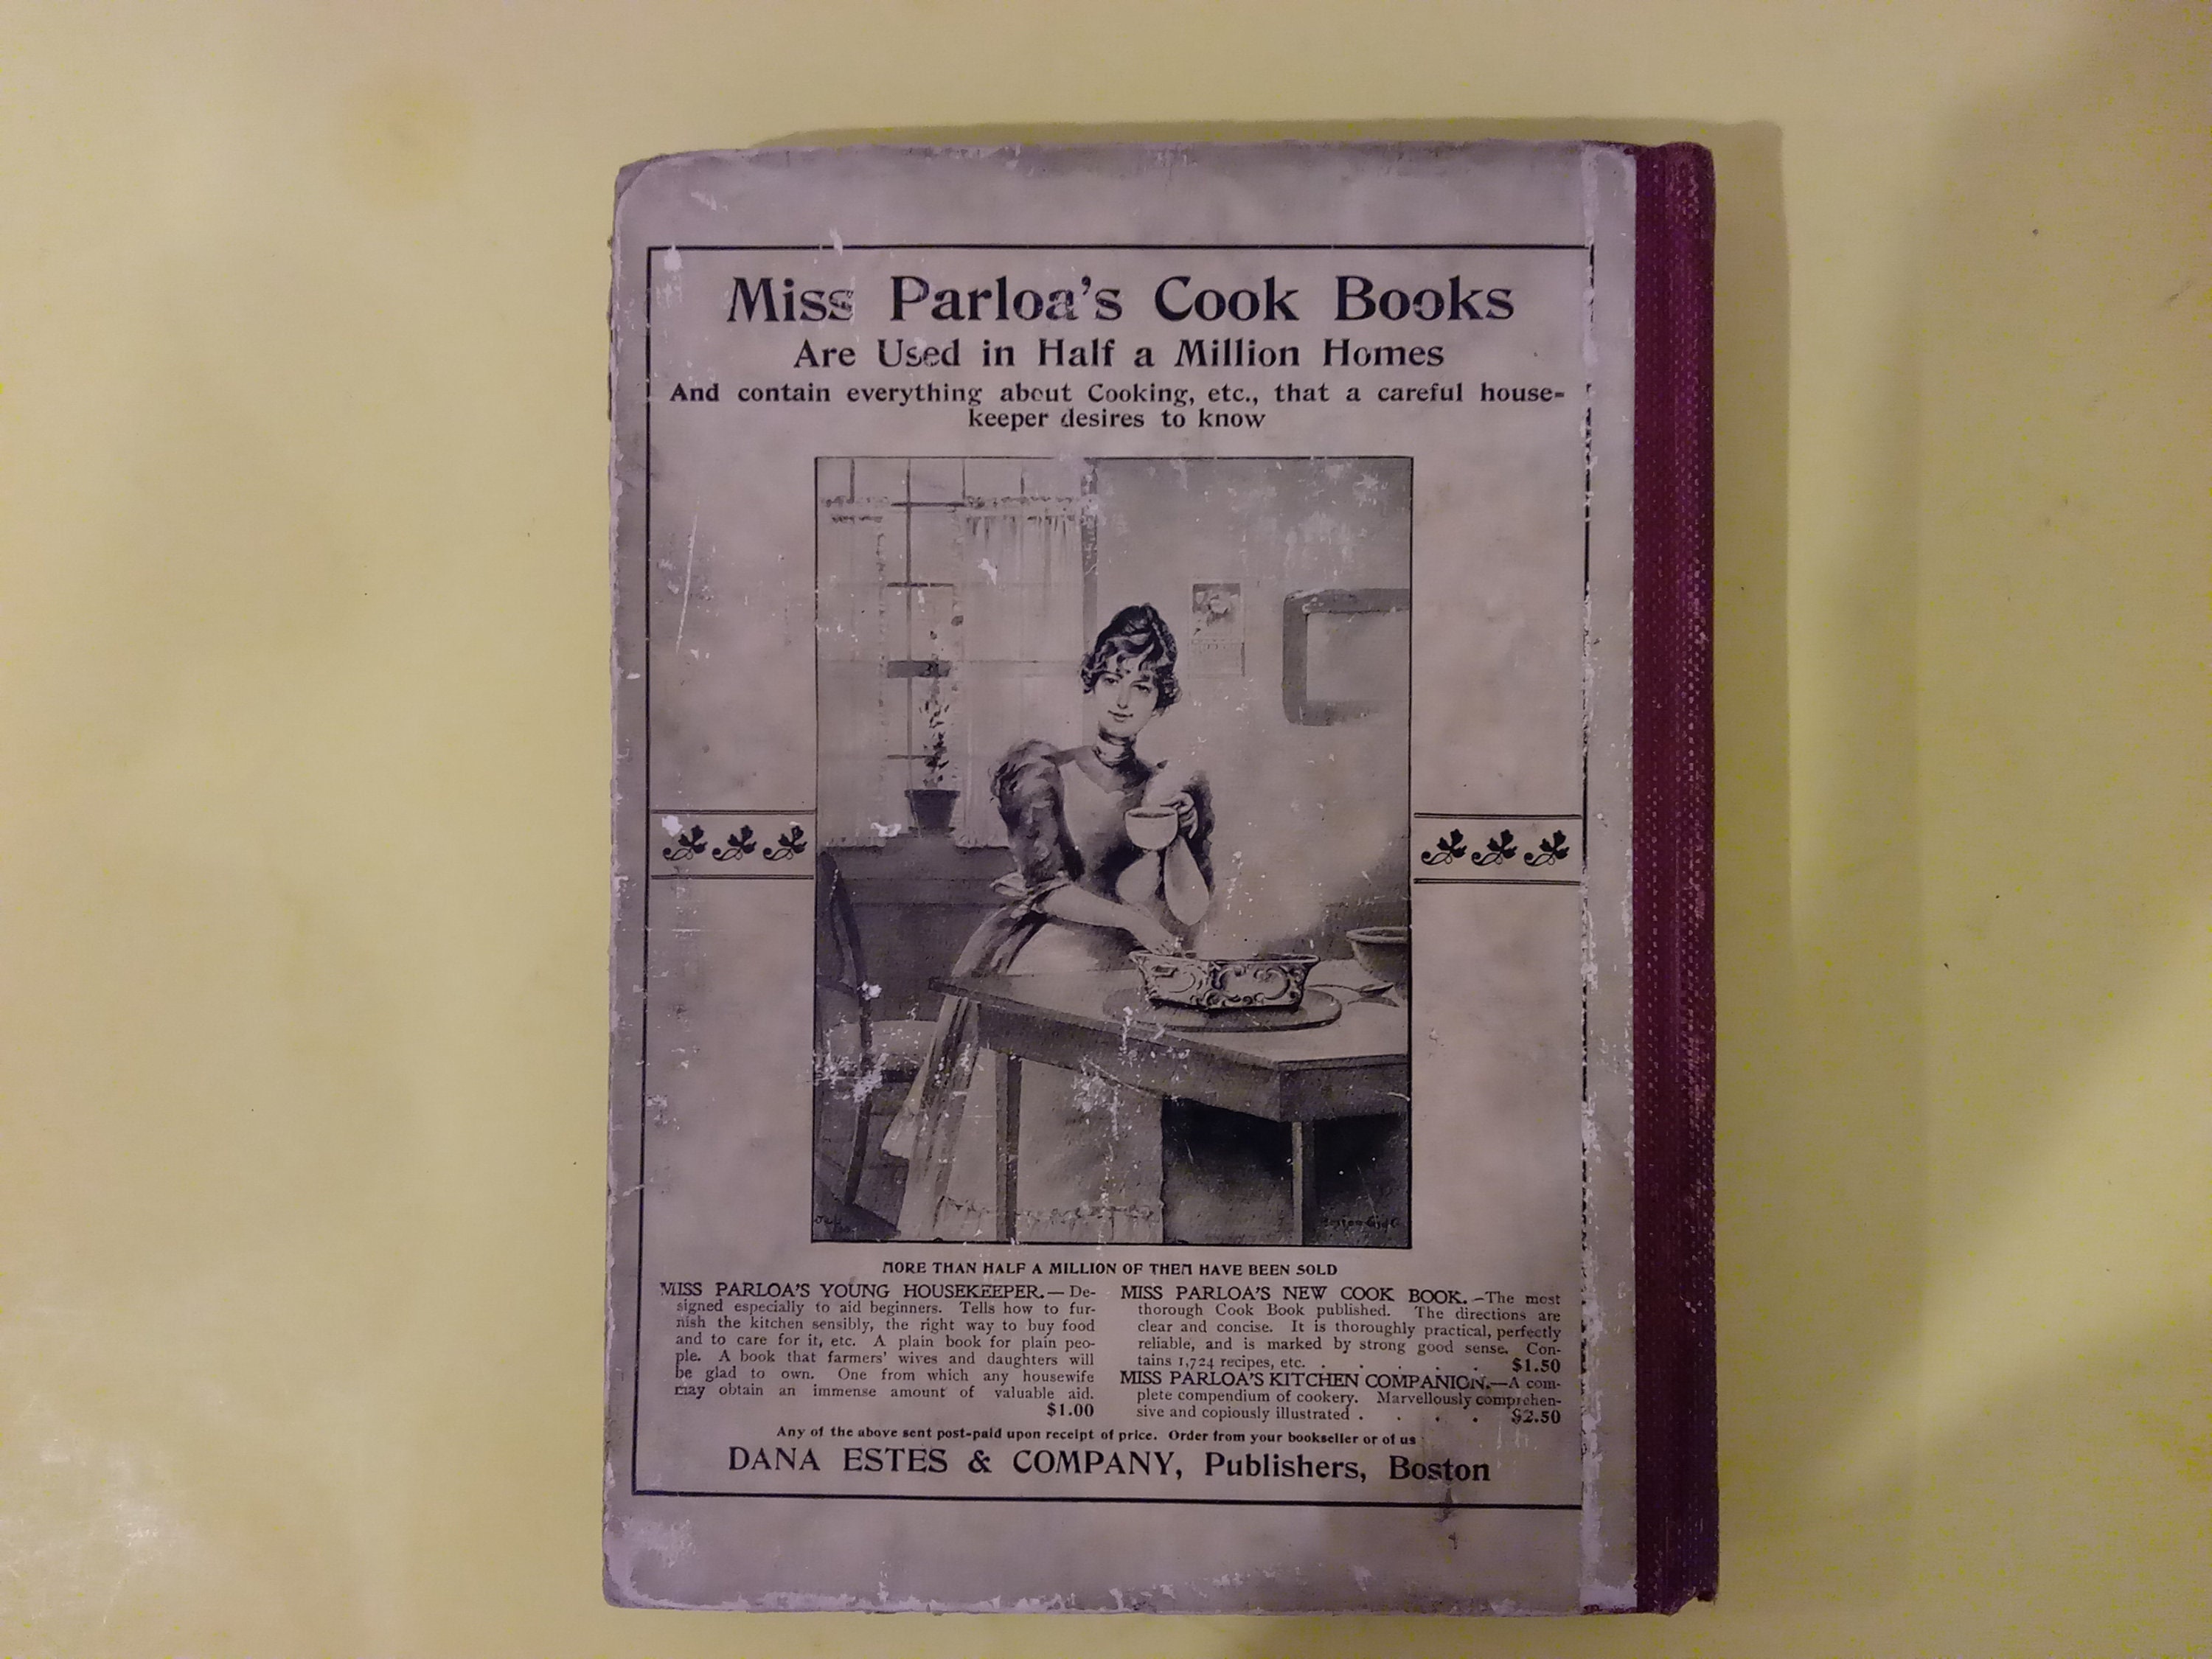 Miss Parloa's Cook Books
Are Used in Half a Million Homes
And contain everything about Cooking, etc., that a careful house-
keeper desires to know
MORE THAN HALF A MILLION OF THEM HAVE BEEN SOLD
MISS PARLOA'S YOUNG HOUSEKEEPER.—De-
signed especially to aid beginners. Tells how to fur-
nish the kitchen sensibly, the right way to buy food
and to care for it, etc. A plain book for plain peo-
ple. A book that farmers' wives and daughters will
be glad to own. One from which any housewife
may obtain an immense amount of valuable aid.
$1.00
MISS PARLOA'S NEW COOK BOOK.—The most
thorough Cook Book published. The directions are
clear and concise. It is thoroughly practical, perfectly
reliable, and is marked by strong good sense. Con-
tains 1,724 recipes, etc. . . . . . $1.50
MISS PARLOA'S KITCHEN COMPANION.—A com-
plete compendium of cookery. Marvellously comprehen-
sive and copiously illustrated . . . . $2.50
Any of the above sent post-paid upon receipt of price. Order from your bookseller or of us
DANA ESTES & COMPANY, Publishers, Boston